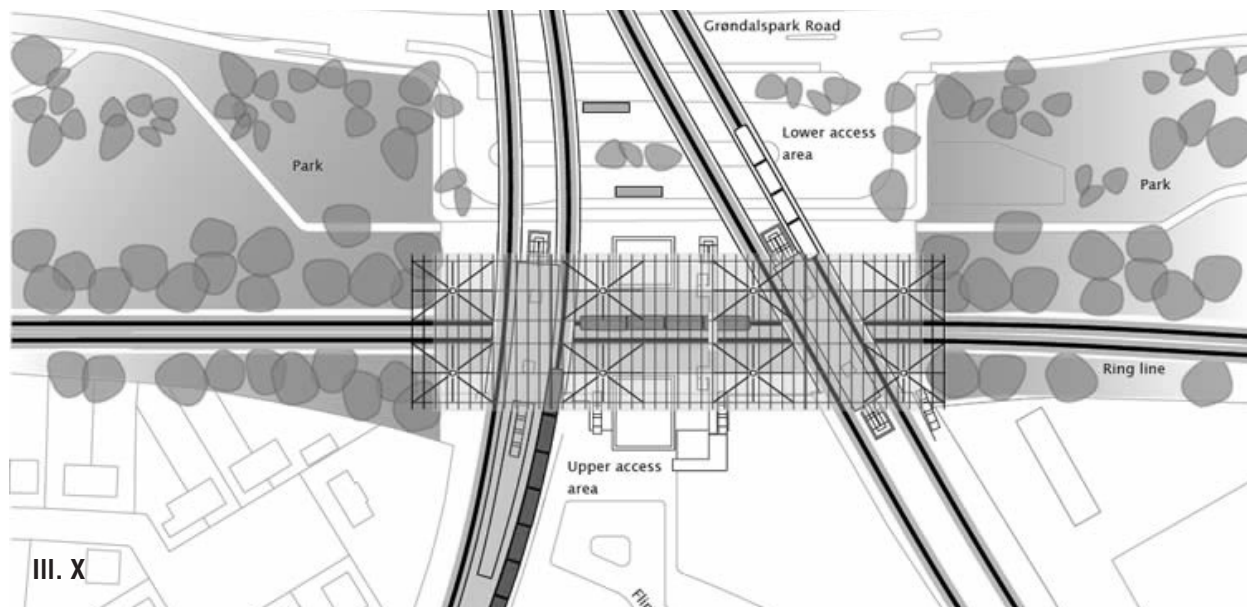 Grøndalspark Road
Lower access
area
Park
Park
Ring line
Upper access
area
Ill. X